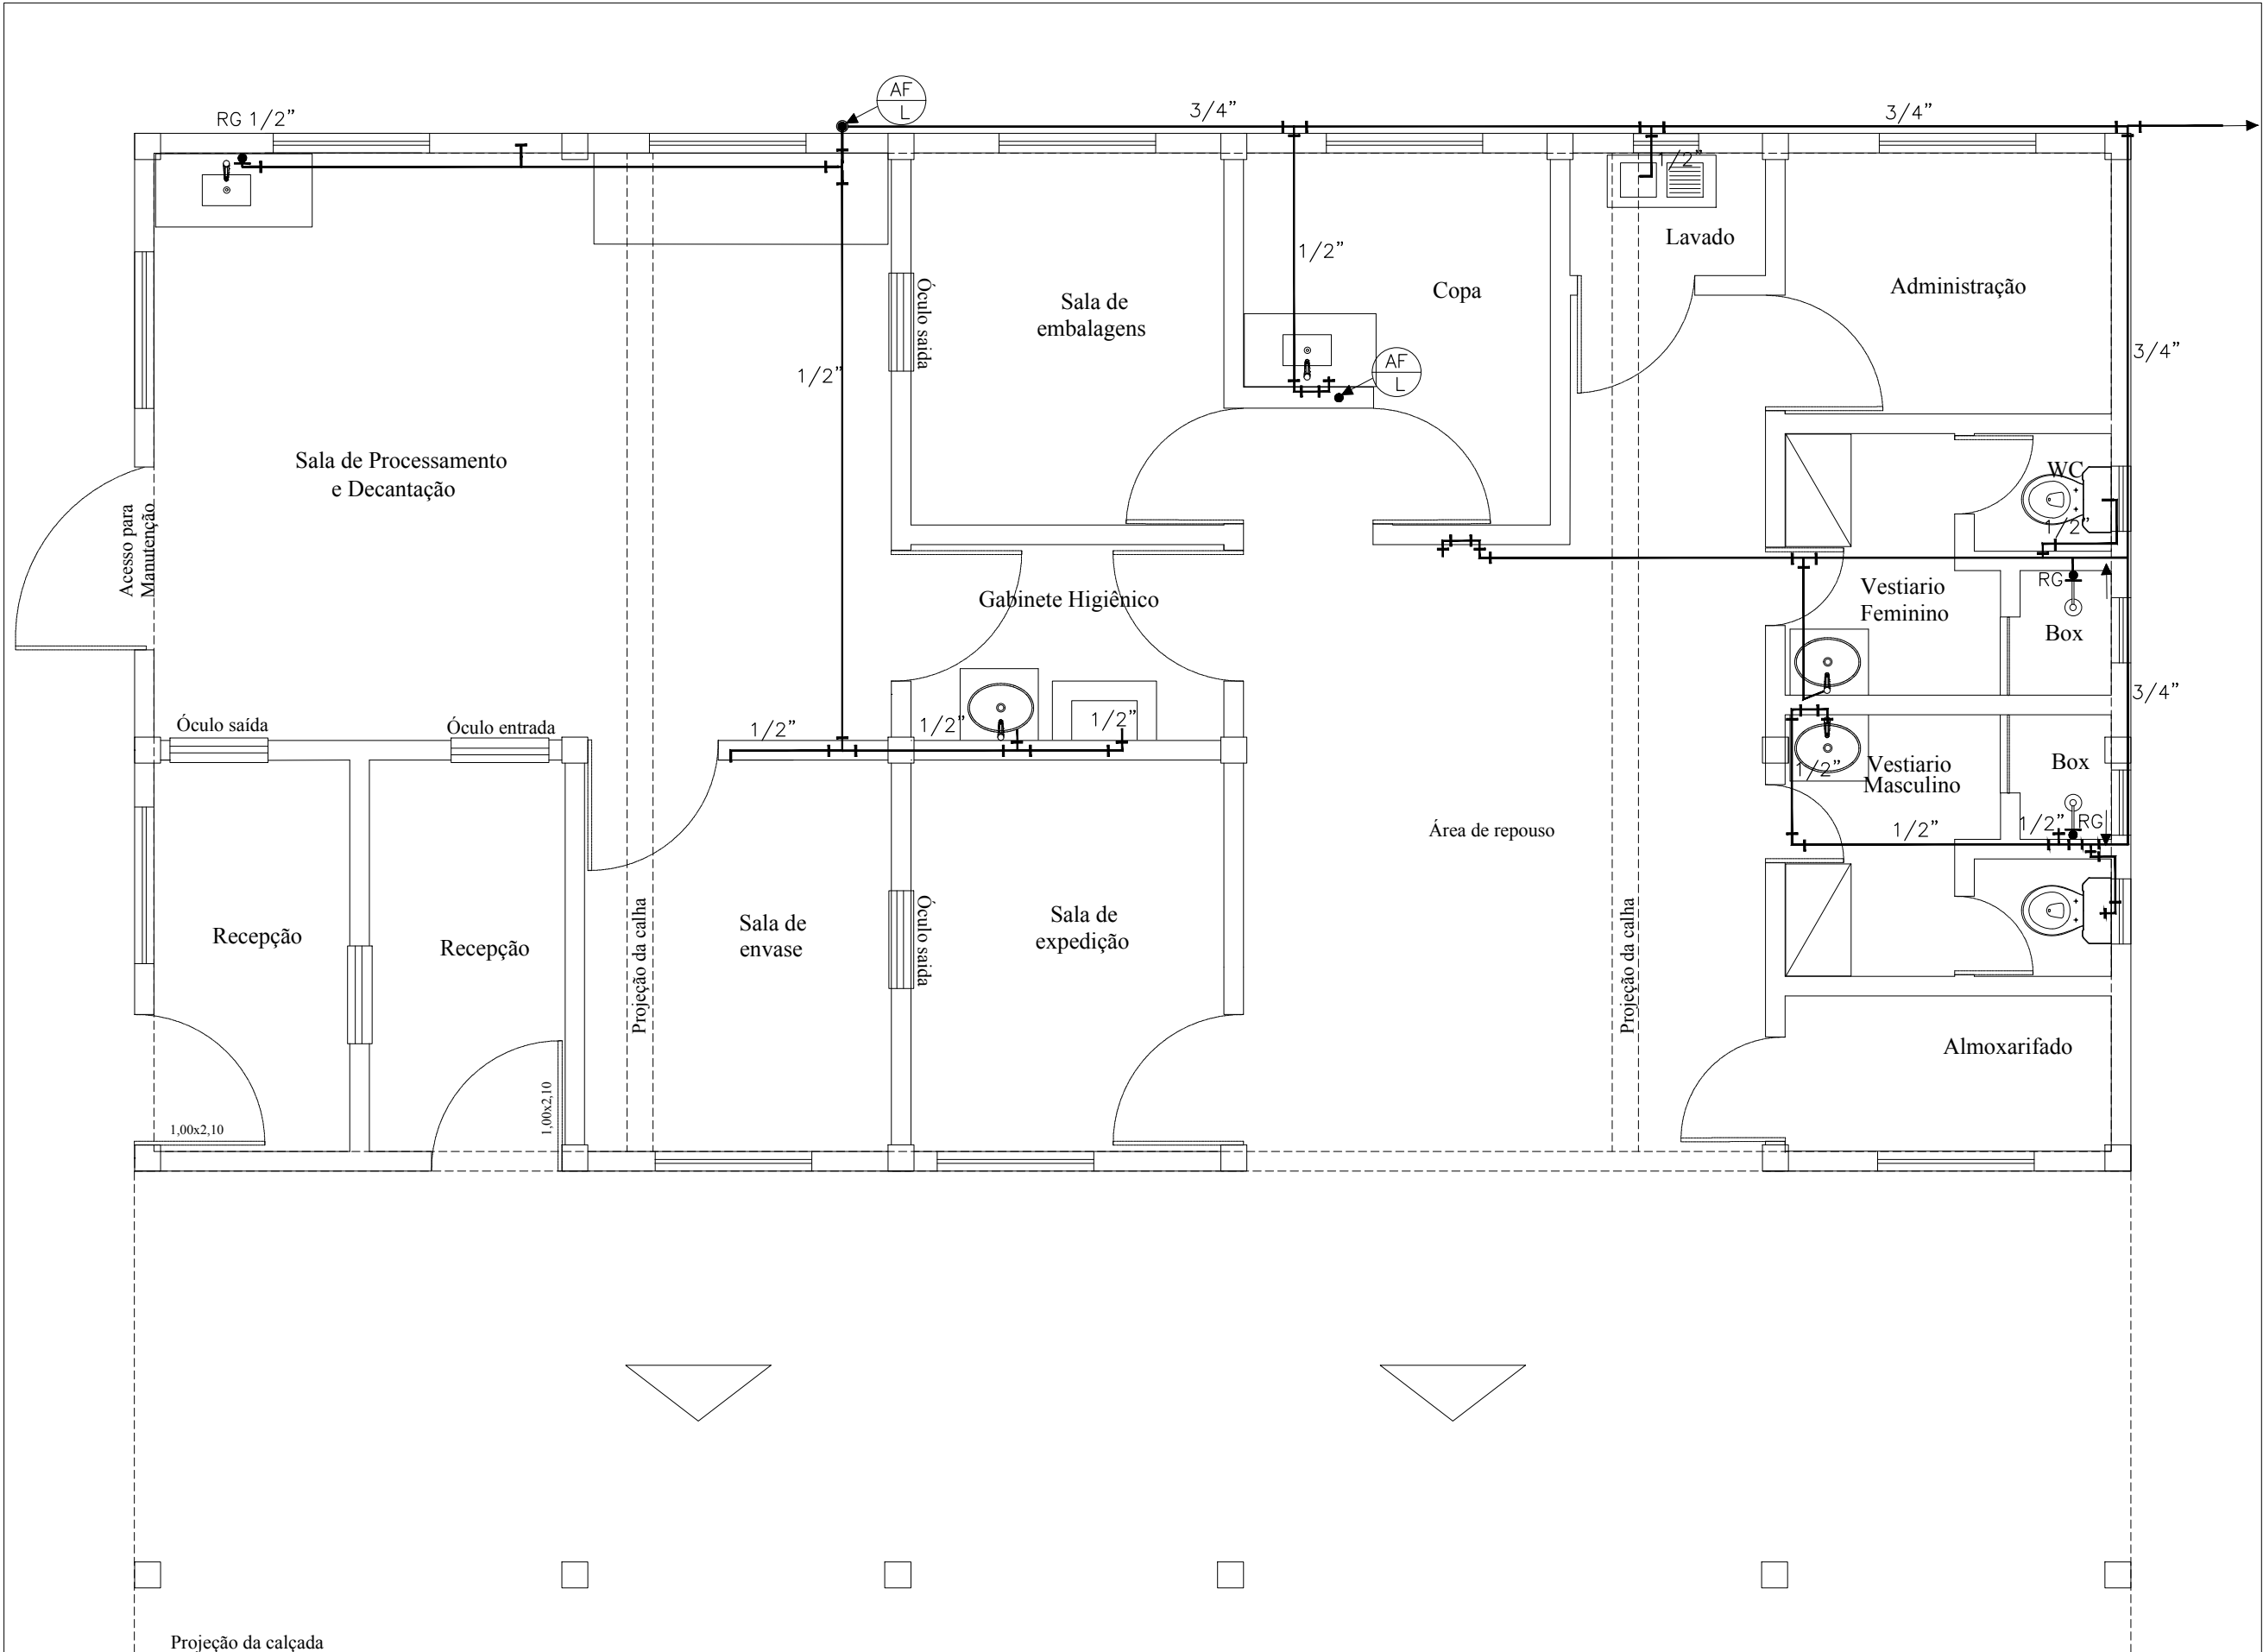 AF
L
RG 1/2”
3/4”
3/4”
1/2”
Lavado
1/2”
Óculo saida
Sala de
embalagens
Copa
Administração
3/4”
AF
L
1/2”
Sala de Processamento
e Decantação
WC
Acesso para
Manutenção
1/2”
RG
Gabinete Higiênico
Vestiario
Feminino
Box
3/4”
Óculo saída
Óculo entrada
1/2”
1/2”
1/2”
1/2”
Vestiario
Masculino
Box
Área de repouso
1/2”
1/2”
RG
Recepção
Recepção
Projeção da calha
Sala de
envase
Óculo saida
Sala de
expedição
Projeção da calha
Almoxarifado
1,00x2,10
1,00x2,10
Projeção da calçada